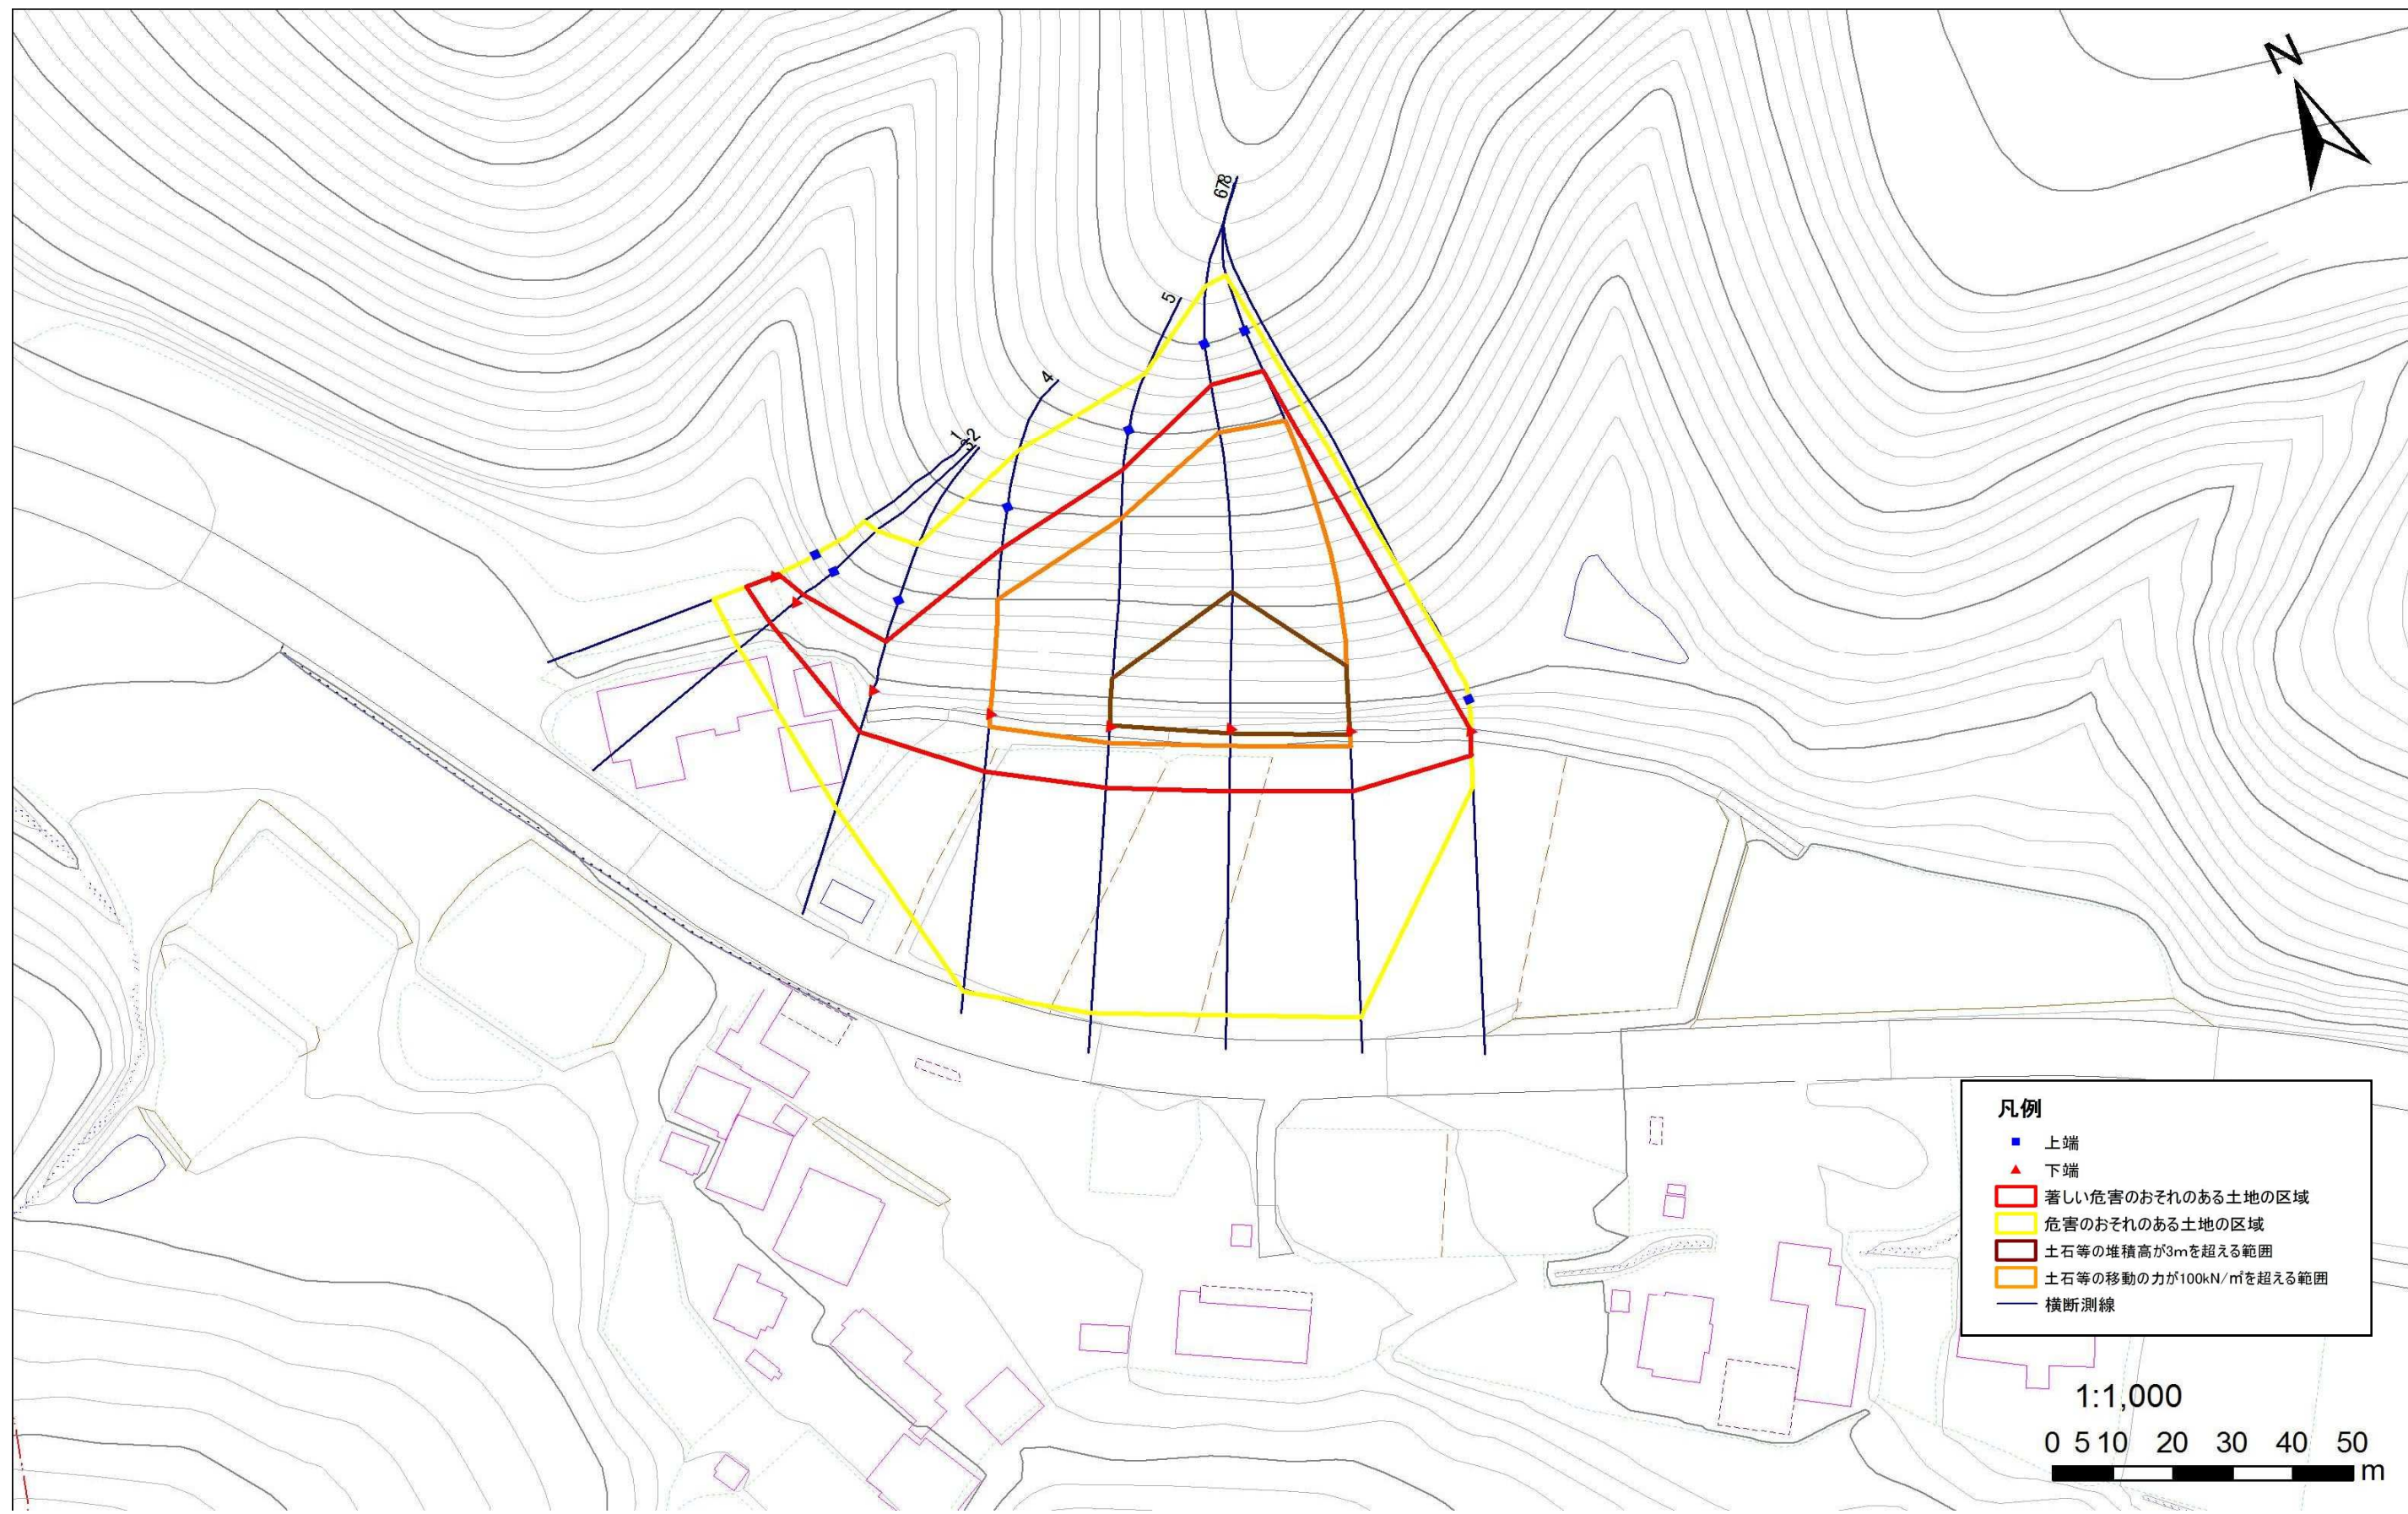 N
678
5
4
1
32
凡例
上端
下端
著しい危害のおそれのある土地の区域
危害のおそれのある土地の区域
土石等の堆積高が3mを超える範囲
土石等の移動の力が100kN/㎡を超える範囲
横断測線
1:1,000
0 5 10 20 30 40 50
m